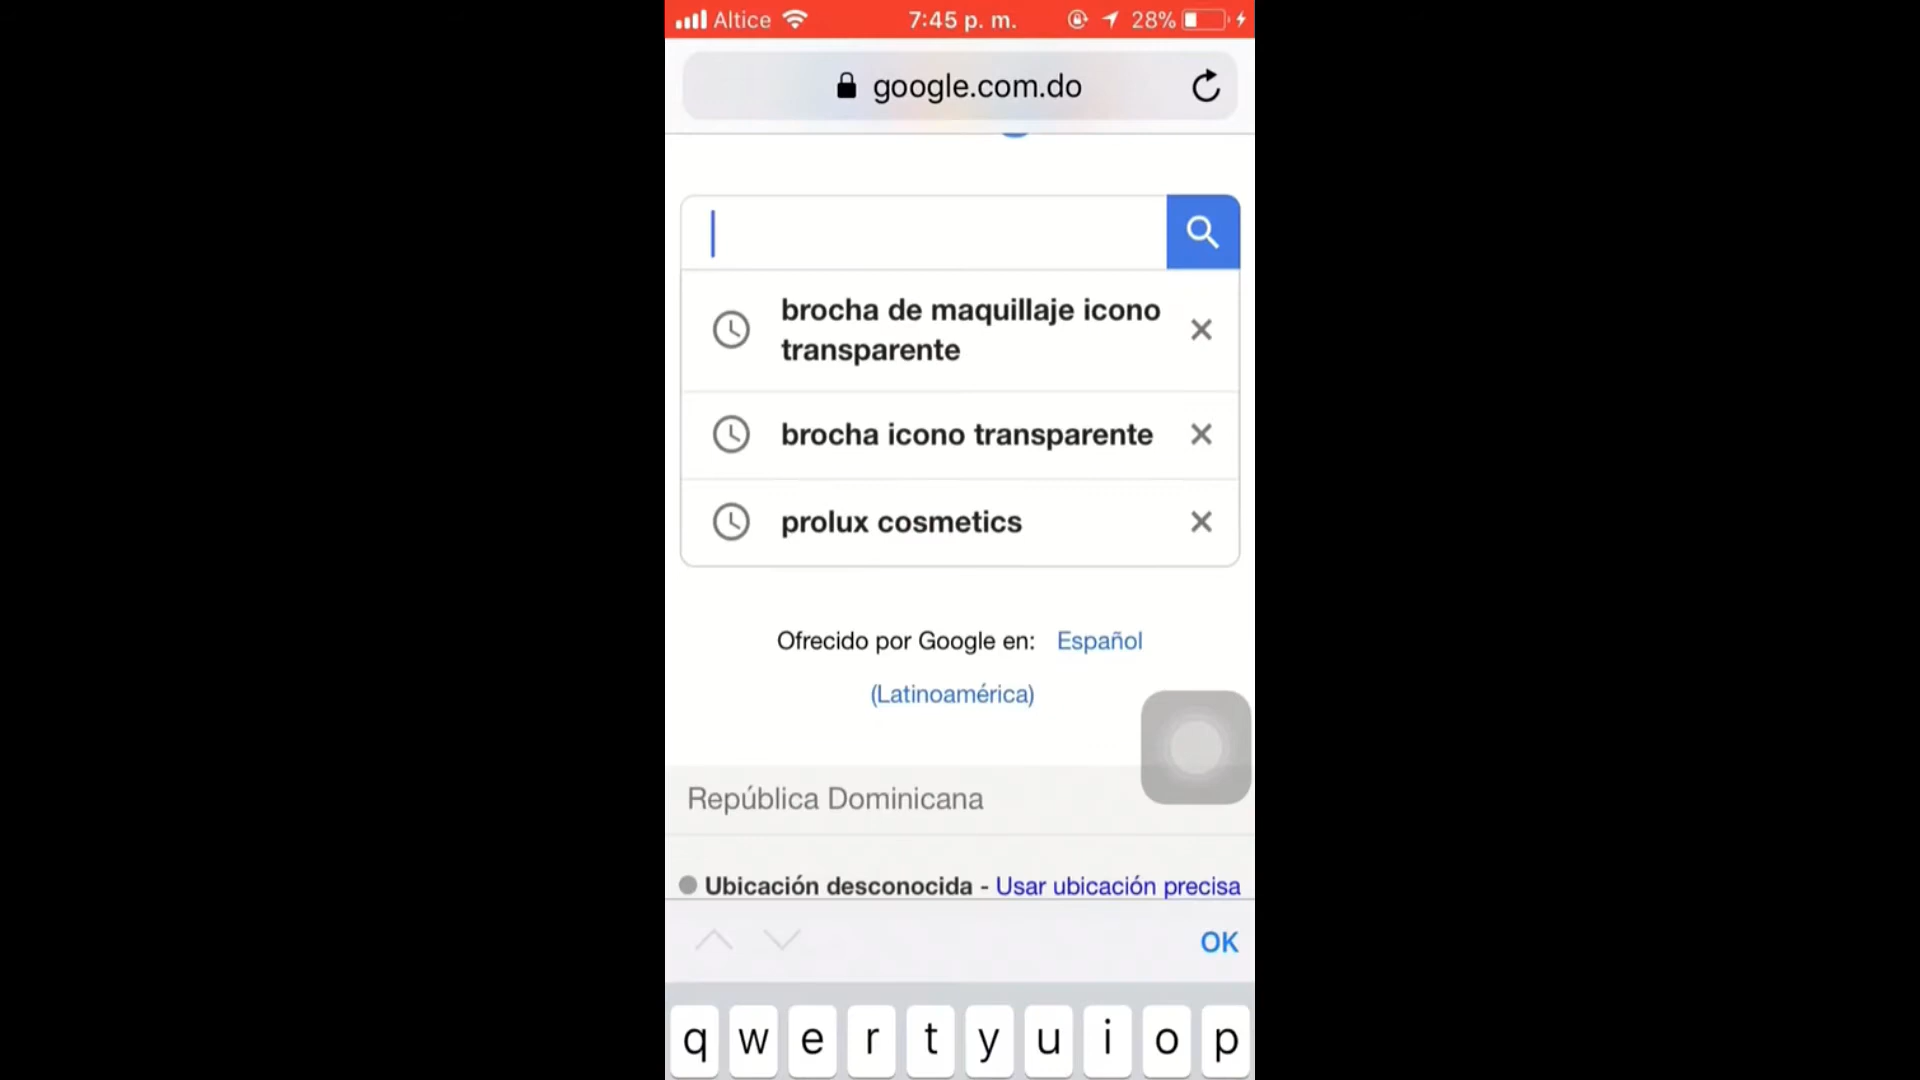 Altice 7:45 p. m. 28%
google.com.do
brocha de maquillaje icono
transparente
brocha icono transparente
prolux cosmetics
Ofrecido por Google en: Español
(Latinoamérica)
República Dominicana
Ubicación desconocida - Usar ubicación precisa
OK
q w e r t y u i o p